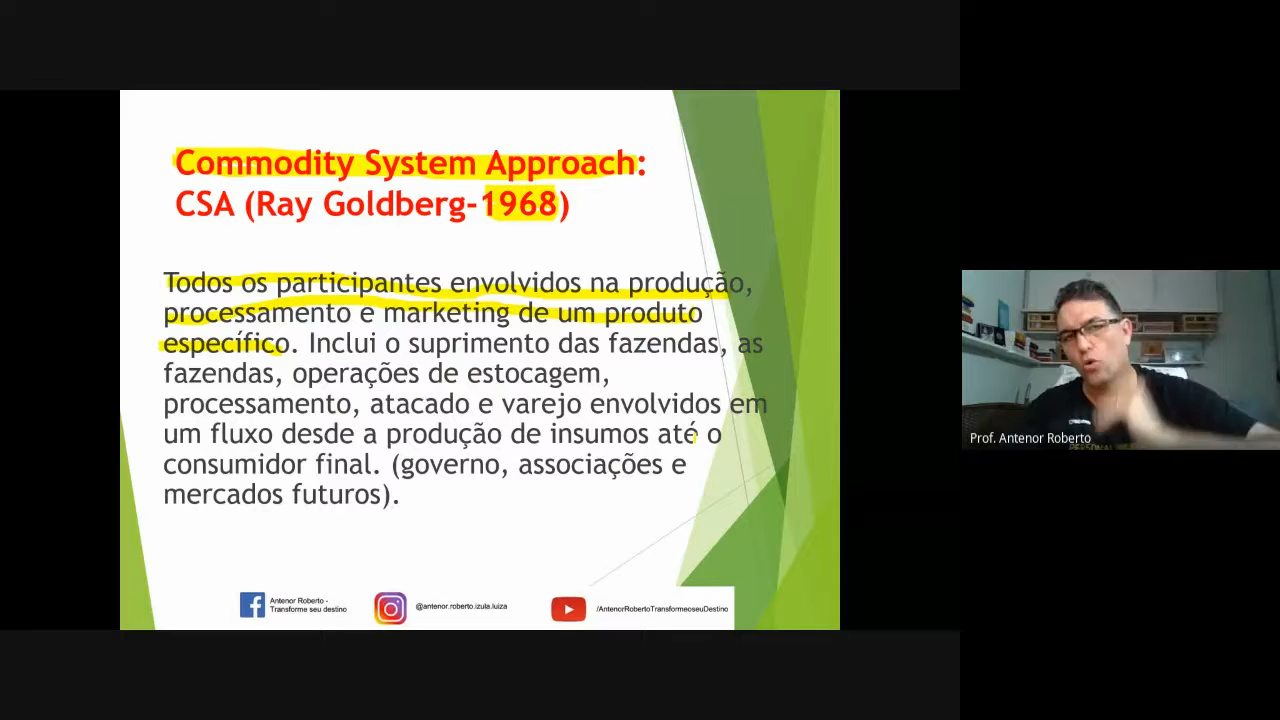 Commodity System Approach:
CSA (Ray Goldberg-1968)
Todos os participantes envolvidos na produção,
processamento e marketing de um produto
específico. Inclui o suprimento das fazendas, as
fazendas, operações de estocagem,
processamento, atacado e varejo envolvidos em
um fluxo desde a produção de insumos até o
consumidor final. (governo, associações e
mercados futuros).
Antenor Roberto -
Transforme seu destino
@antenor.roberto.izula.luiza
/AntenorRobertoTransformeoseuDestino
Prof. Antenor Roberto